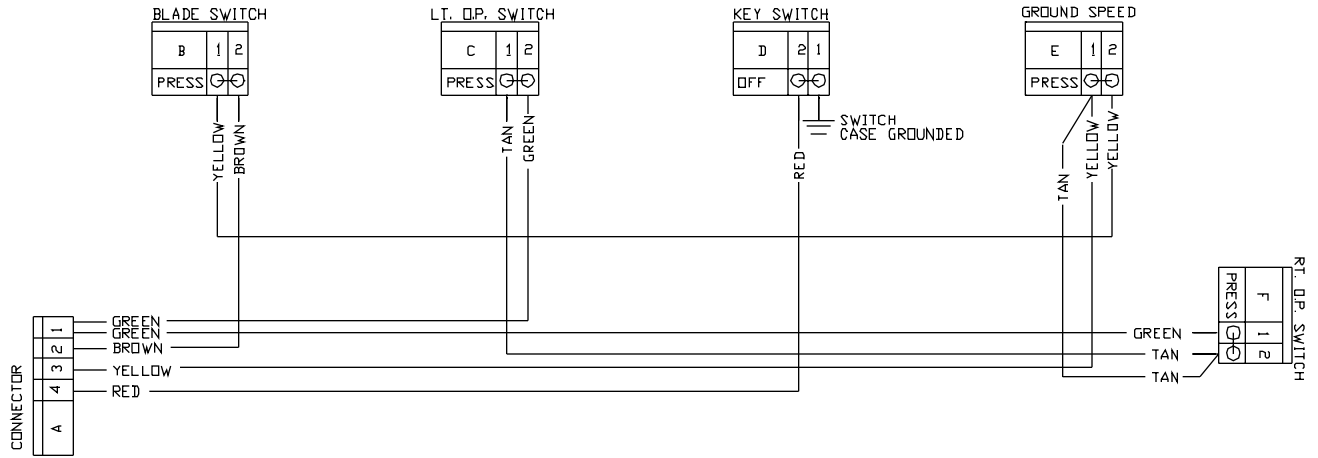 BLADE SWITCH
B 1 2
PRESS
YELLOW
BROWN
LT. O.P. SWITCH
C 1 2
PRESS
TAN
GREEN
KEY SWITCH
D 2 1
OFF
SWITCH
CASE GROUNDED
RED
GROUND SPEED
E 1 2
PRESS
TAN
YELLOW
YELLOW
RT. O.P. SWITCH
F 1 2
PRESS
GREEN
TAN
TAN
CONNECTOR
1
2
3
4
A
GREEN
GREEN
BROWN
YELLOW
RED